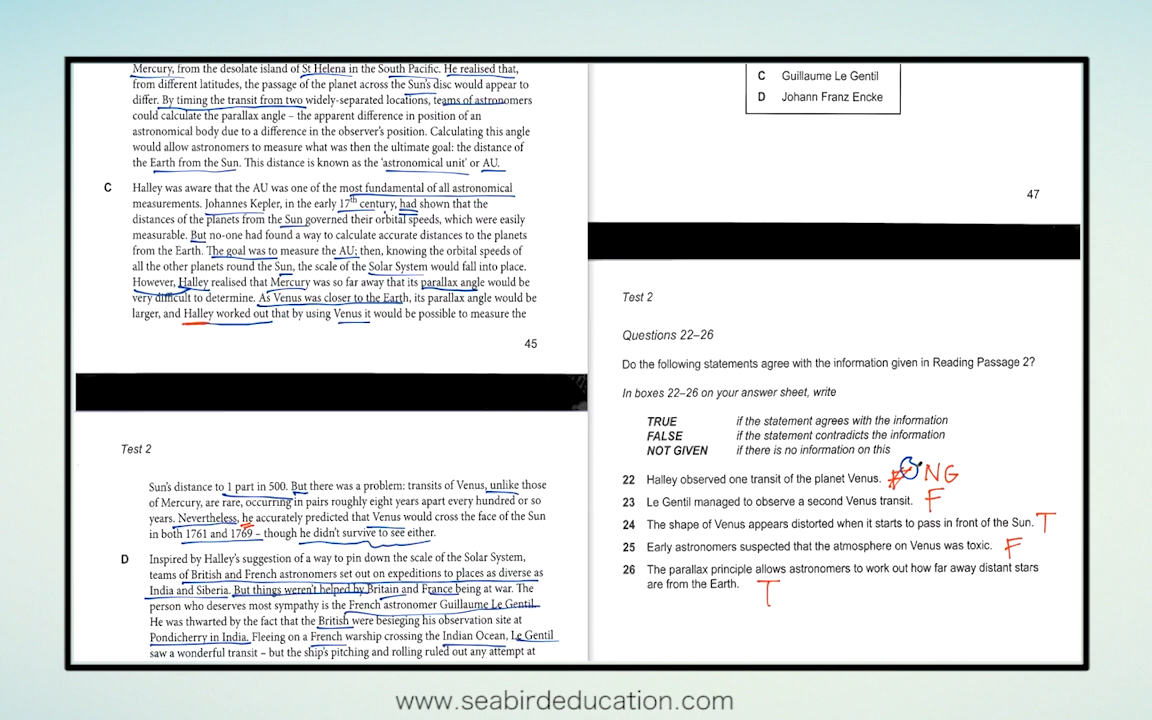 Mercury, from the desolate island of St Helena in the South Pacific. He realised that,
from different latitudes, the passage of the planet across the Sun's disc would appear to
differ. By timing the transit from two widely-separated locations, teams of astronomers
could calculate the parallax angle – the apparent difference in position of an
astronomical body due to a difference in the observer's position. Calculating this angle
would allow astronomers to measure what was then the ultimate goal: the distance of
the Earth from the Sun. This distance is known as the 'astronomical unit' or AU.
C Halley was aware that the AU was one of the most fundamental of all astronomical
measurements. Johannes Kepler, in the early 17th century, had shown that the
distances of the planets from the Sun governed their orbital speeds, which were easily
measurable. But no-one had found a way to calculate accurate distances to the planets
from the Earth. The goal was to measure the AU; then, knowing the orbital speeds of
all the other planets round the Sun, the scale of the Solar System would fall into place.
However, Halley realised that Mercury was so far away that its parallax angle would be
very difficult to determine. As Venus was closer to the Earth, its parallax angle would be
larger, and Halley worked out that by using Venus it would be possible to measure the
45
Test 2
Sun's distance to 1 part in 500. But there was a problem: transits of Venus, unlike those
of Mercury, are rare, occurring in pairs roughly eight years apart every hundred or so
years. Nevertheless, he accurately predicted that Venus would cross the face of the Sun
in both 1761 and 1769 – though he didn't survive to see either.
D Inspired by Halley's suggestion of a way to pin down the scale of the Solar System,
teams of British and French astronomers set out on expeditions to places as diverse as
India and Siberia. But things weren't helped by Britain and France being at war. The
person who deserves most sympathy is the French astronomer Guillaume Le Gentil.
He was thwarted by the fact that the British were besieging his observation site at
Pondicherry in India. Fleeing on a French warship crossing the Indian Ocean, Le Gentil
saw a wonderful transit – but the ship's pitching and rolling ruled out any attempt at
C Guillaume Le Gentil
D Johann Franz Encke
47
Test 2
Questions 22–26
Do the following statements agree with the information given in Reading Passage 2?
In boxes 22–26 on your answer sheet, write
TRUE if the statement agrees with the information
FALSE if the statement contradicts the information
NOT GIVEN if there is no information on this
22 Halley observed one transit of the planet Venus. NG
23 Le Gentil managed to observe a second Venus transit. F
24 The shape of Venus appears distorted when it starts to pass in front of the Sun. T
25 Early astronomers suspected that the atmosphere on Venus was toxic. F
26 The parallax principle allows astronomers to work out how far away distant stars
are from the Earth. T
www.seabirdeducation.com